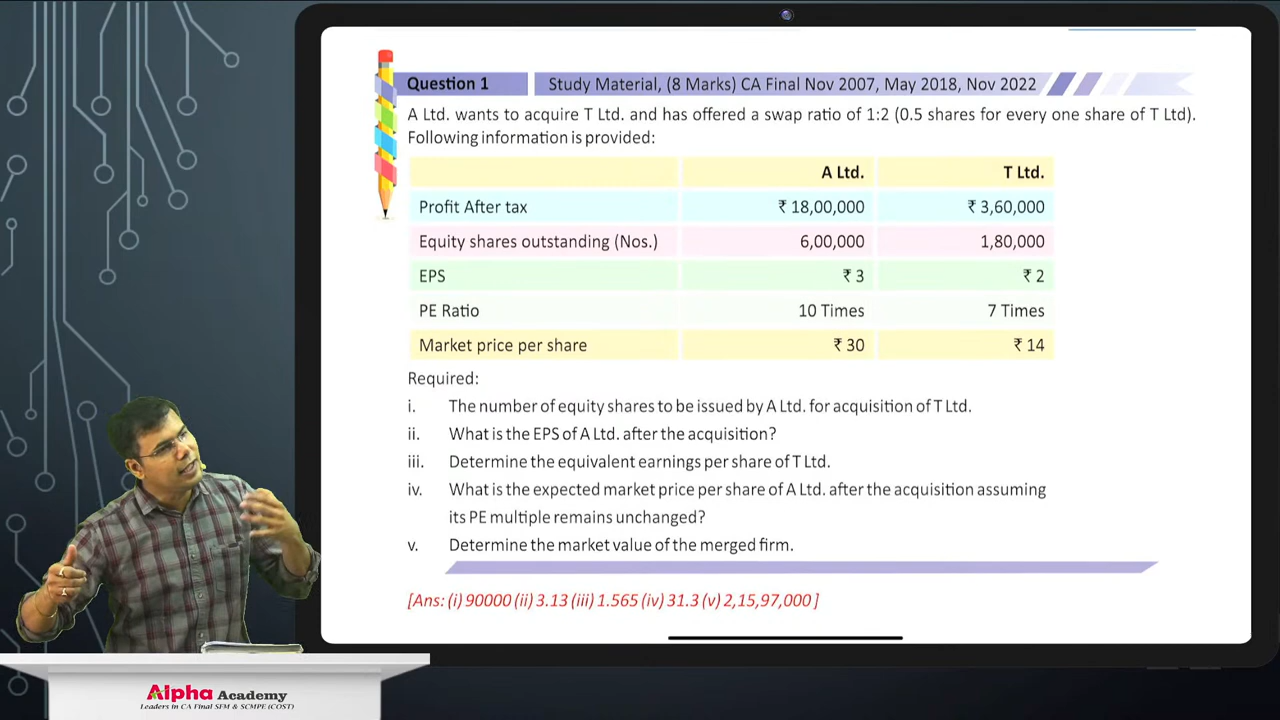 Question 1
Study Material, (8 Marks) CA Final Nov 2007, May 2018, Nov 2022
A Ltd. wants to acquire T Ltd. and has offered a swap ratio of 1:2 (0.5 shares for every one share of T Ltd).
Following information is provided:
A Ltd. T Ltd.
Profit After tax ₹ 18,00,000 ₹ 3,60,000
Equity shares outstanding (Nos.) 6,00,000 1,80,000
EPS ₹ 3 ₹ 2
PE Ratio 10 Times 7 Times
Market price per share ₹ 30 ₹ 14
Required:
i. The number of equity shares to be issued by A Ltd. for acquisition of T Ltd.
ii. What is the EPS of A Ltd. after the acquisition?
iii. Determine the equivalent earnings per share of T Ltd.
iv. What is the expected market price per share of A Ltd. after the acquisition assuming
its PE multiple remains unchanged?
v. Determine the market value of the merged firm.
[Ans: (i) 90000 (ii) 3.13 (iii) 1.565 (iv) 31.3 (v) 2,15,97,000 ]
Alpha Academy
Leaders in CA Final SFM & SCMPE (COST)